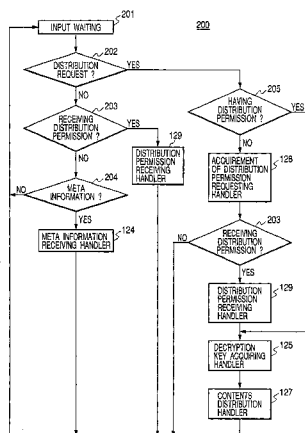 201
INPUT WAITING
200
202
DISTRIBUTION
REQUEST ?
YES
NO
203
RECEIVING
DISTRIBUTION
PERMISSION ?
YES
NO
129
DISTRIBUTION
PERMISSION
RECEIVING
HANDLER
204
META
INFORMATION ?
NO
YES
124
META INFORMATION
RECEIVING HANDLER
205
HAVING
DISTRIBUTION
PERMISSION ?
YES
NO
128
ACQUIREMENT
OF DISTRIBUTION
PERMISSION
REQUESTING
HANDLER
203
RECEIVING
DISTRIBUTION
PERMISSION ?
NO
YES
129
DISTRIBUTION
PERMISSION
RECEIVING
HANDLER
125
DECRYPTION
KEY ACQUIRING
HANDLER
127
CONTENTS
DISTRIBUTION
HANDLER